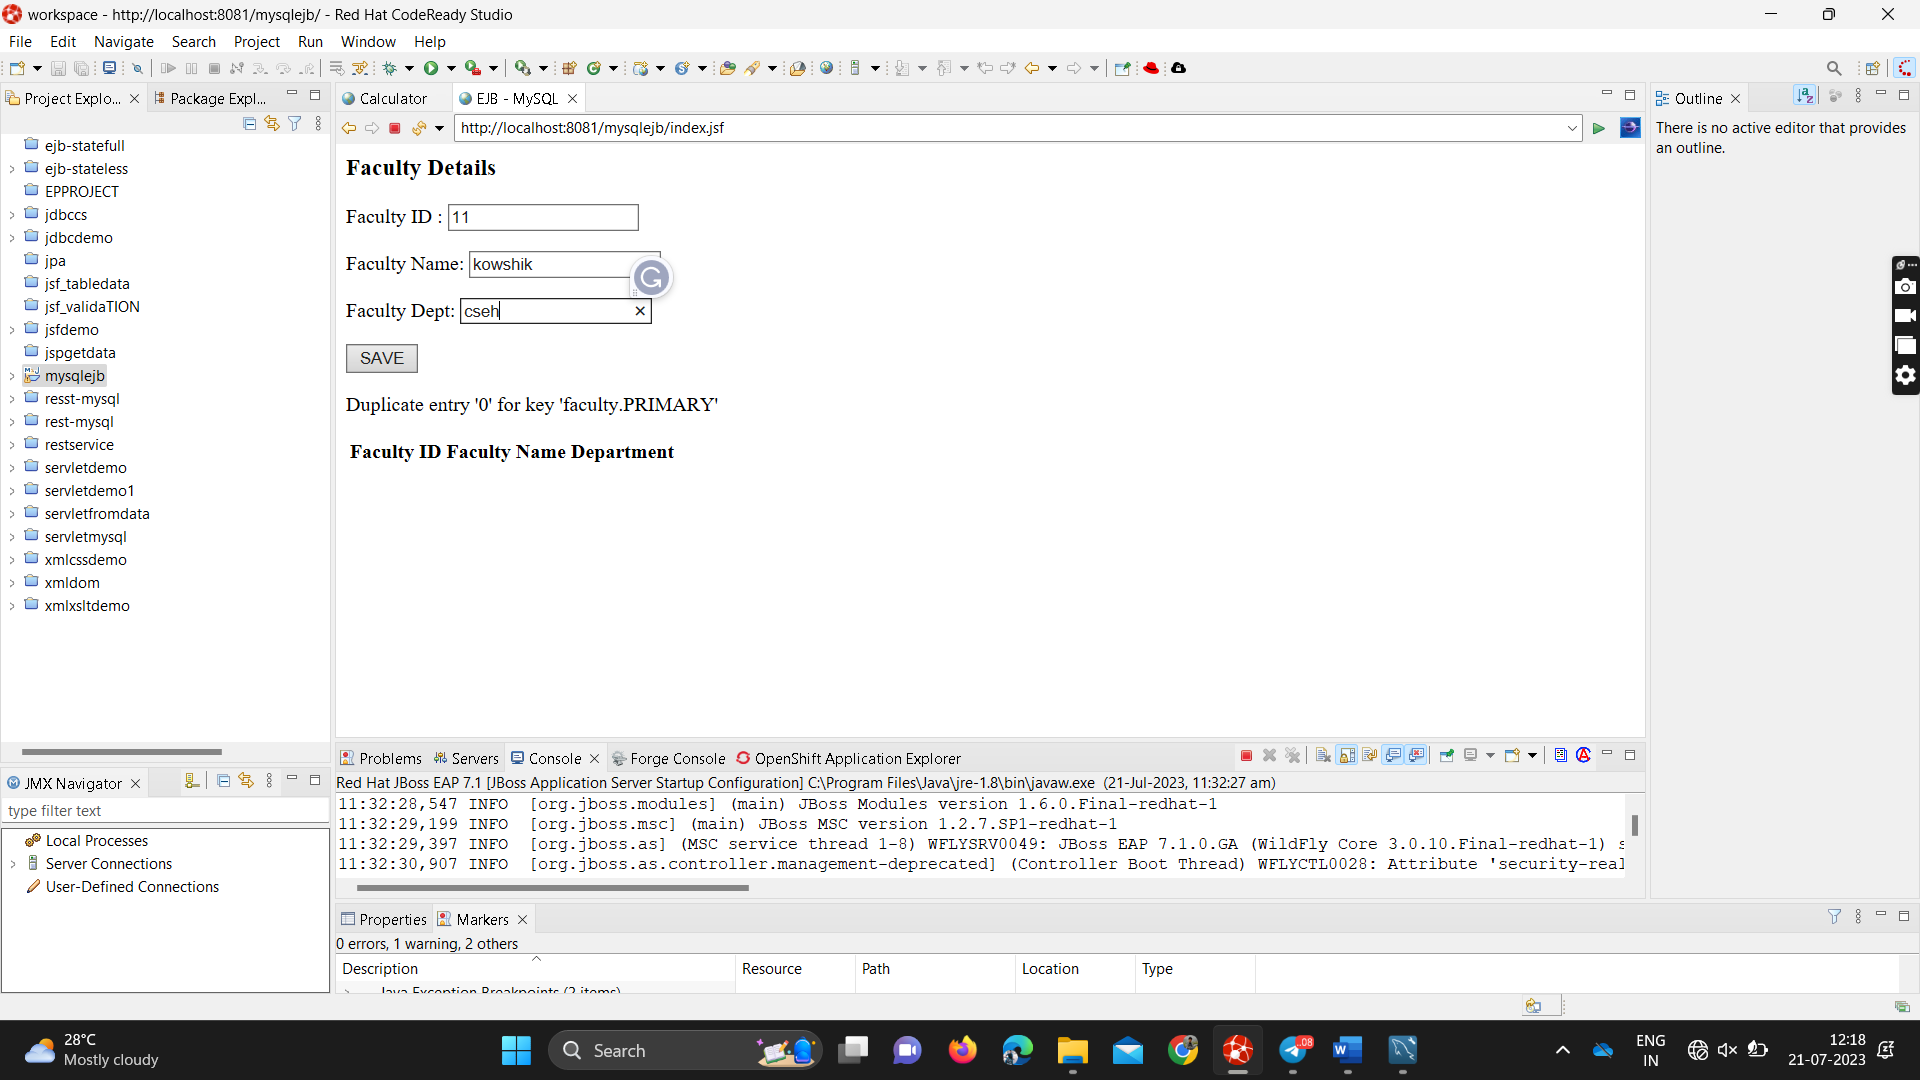 workspace - http://localhost:8081/mysqlejb/ - Red Hat CodeReady Studio
File Edit Navigate Search Project Run Window Help
Project Explo... Package Expl...
ejb-statefull
ejb-stateless
EPPROJECT
jdbccs
jdbcdemo
jpa
jsf_tabledata
jsf_validaTION
jsfdemo
jspgetdata
mysqlejb
resst-mysql
rest-mysql
restservice
servletdemo
servletdemo1
servletfromdata
servletmysql
xmlcssdemo
xmldom
xmlxsltdemo
JMX Navigator
type filter text
Local Processes
Server Connections
User-Defined Connections
Calculator EJB - MySQL
http://localhost:8081/mysqlejb/index.jsf
Faculty Details
Faculty ID : 11
Faculty Name: kowshik
Faculty Dept: cseh
SAVE
Duplicate entry '0' for key 'faculty.PRIMARY'
Faculty ID Faculty Name Department
Problems Servers Console Forge Console OpenShift Application Explorer
Red Hat JBoss EAP 7.1 [JBoss Application Server Startup Configuration] C:\Program Files\Java\jre-1.8\bin\javaw.exe (21-Jul-2023, 11:32:27 am)
11:32:28,547 INFO [org.jboss.modules] (main) JBoss Modules version 1.6.0.Final-redhat-1
11:32:29,199 INFO [org.jboss.msc] (main) JBoss MSC version 1.2.7.SP1-redhat-1
11:32:29,397 INFO [org.jboss.as] (MSC service thread 1-8) WFLYSRV0049: JBoss EAP 7.1.0.GA (WildFly Core 3.0.10.Final-redhat-1) s
11:32:30,907 INFO [org.jboss.as.controller.management-deprecated] (Controller Boot Thread) WFLYCTL0028: Attribute 'security-real
Properties Markers
0 errors, 1 warning, 2 others
Description Resource Path Location Type
Java Exception Breakpoints (2 items)
Outline
There is no active editor that provides
an outline.
28°C
Mostly cloudy
Search
08
ENG
IN
12:18
21-07-2023